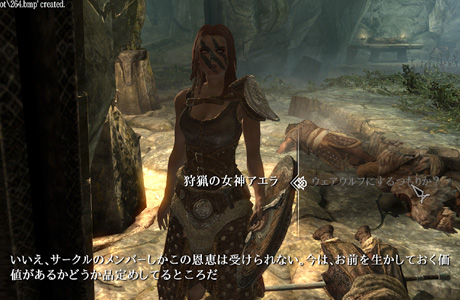 ot\264.bmp' created.
狩猟の女神アエラ
ウェアウルフにするつもりか?
いいえ、サークルのメンバーしかこの恩恵は受けられない。今は、お前を生かしておく価
値があるかどうか品定めしてるところだ